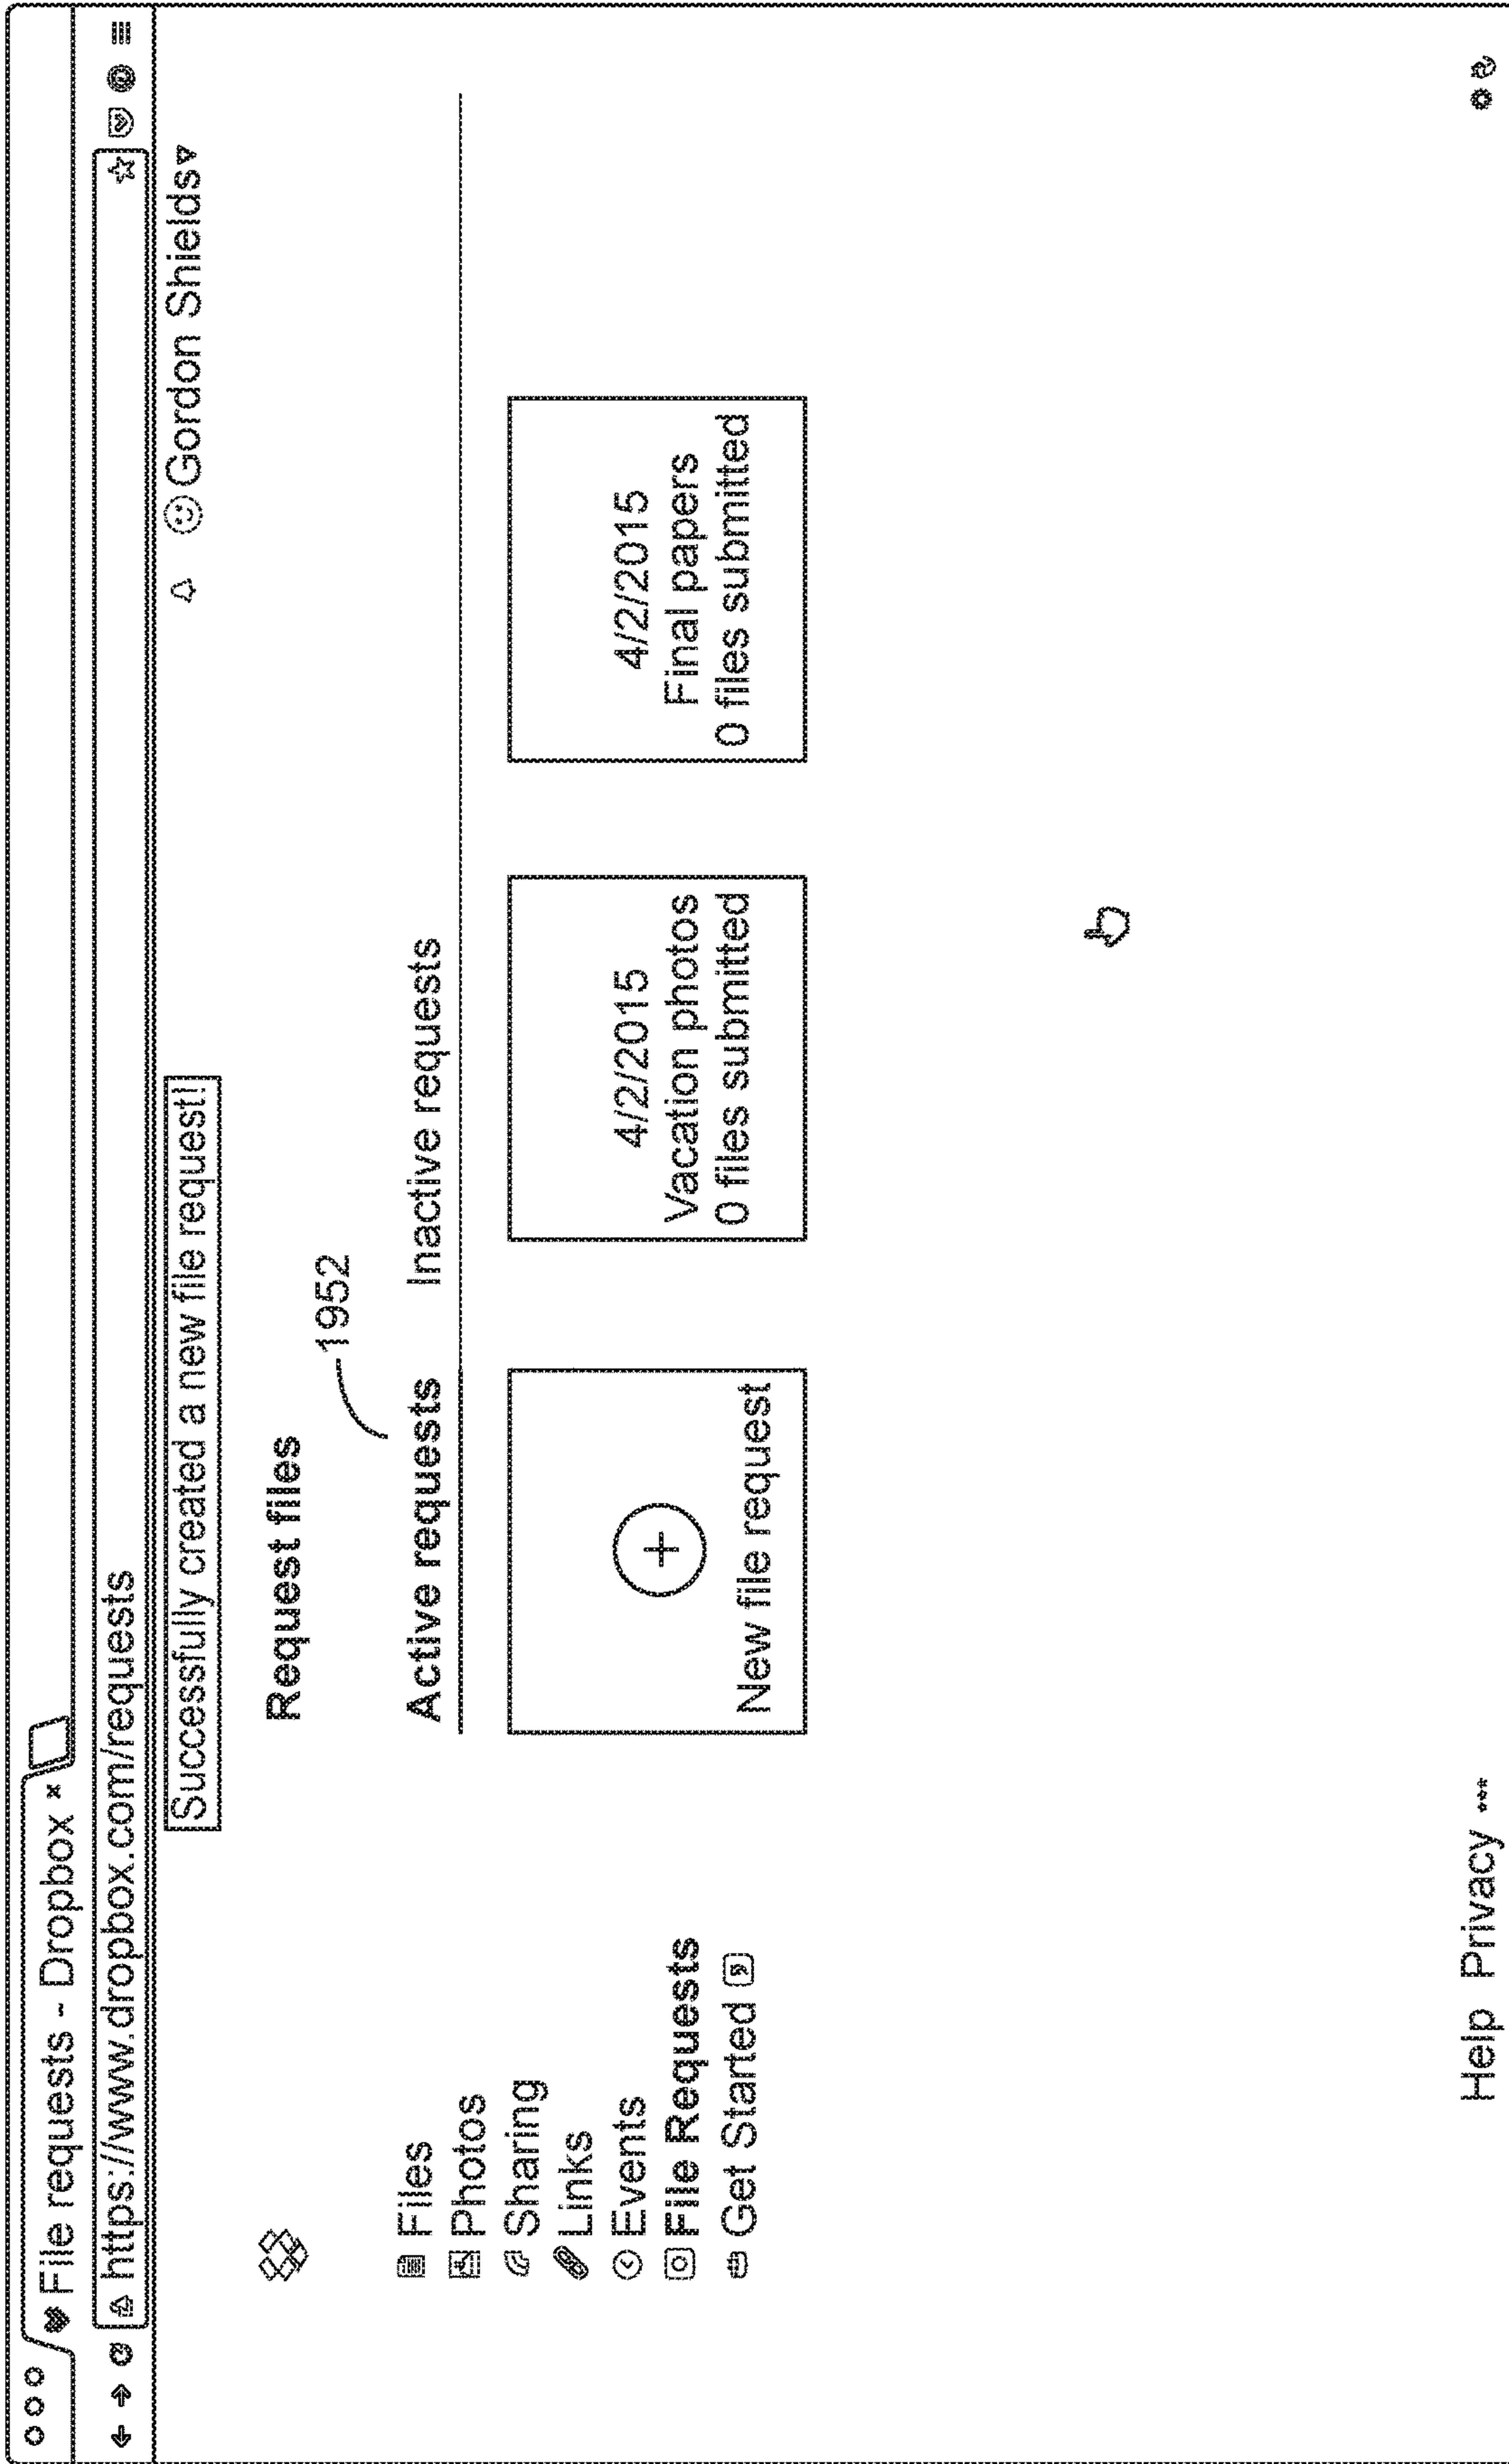 File requests - Dropbox
https://www.dropbox.com/requests
Successfully created a new file request!
Gordon Shields
Request files
1952
Active requests
Inactive requests
Files
Photos
Sharing
Links
Events
File Requests
Get Started
New file request
4/2/2015
Vacation photos
0 files submitted
4/2/2015
Final papers
0 files submitted
Help Privacy